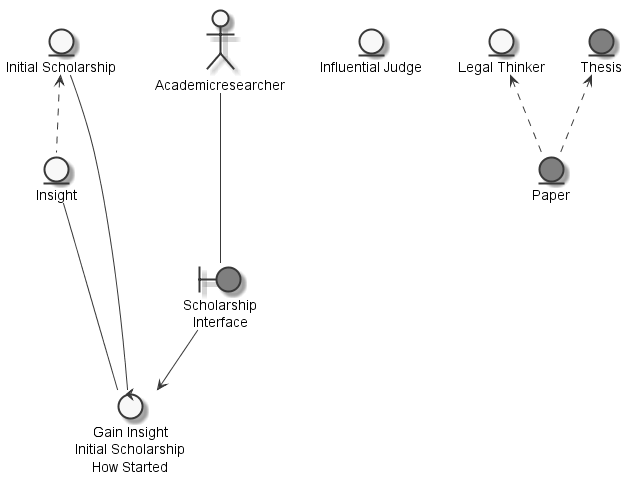 Initial Scholarship
Academicresearcher
Influential Judge
Legal Thinker
Thesis
Insight
Paper
Scholarship
Interface
Gain Insight
Initial Scholarship
How Started